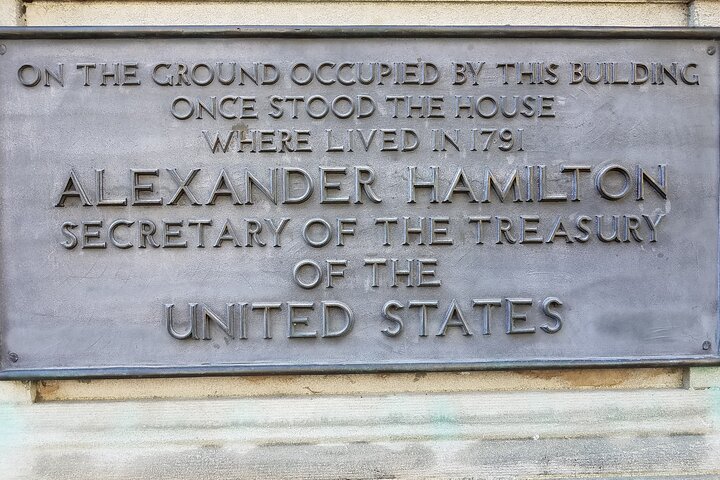 ON THE GROUND OCCUPIED BY THIS BUILDING
ONCE STOOD THE HOUSE
WHERE LIVED IN 1791
ALEXANDER HAMILTON
SECRETARY OF THE TREASURY
OF THE
UNITED STATES